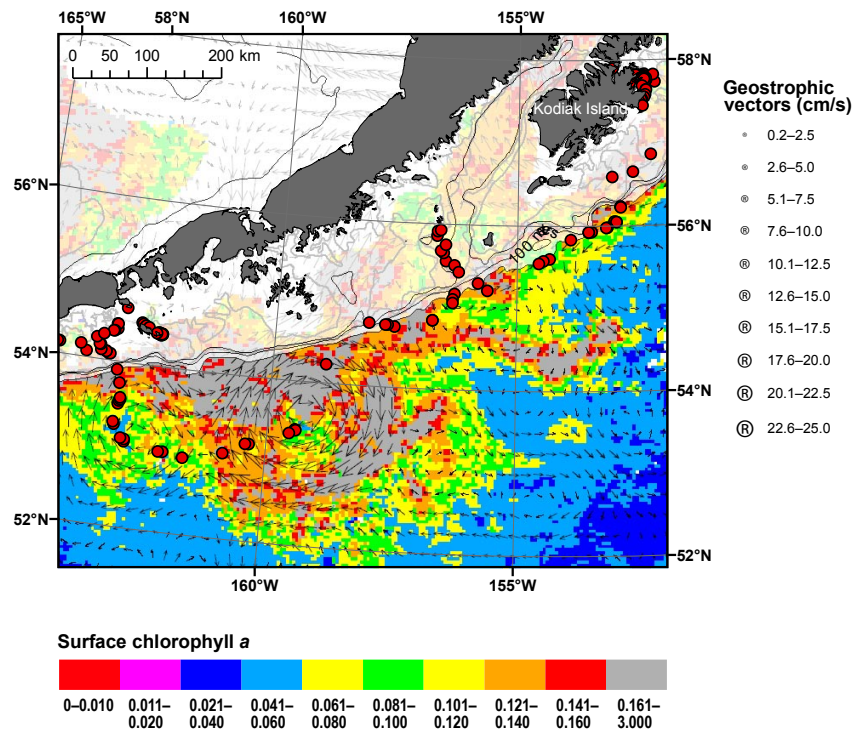 165°W 58°N 160°W 155°W
0 50 100 200 km
58°N
Kodiak Island
56°N
56°N
54°N
54°N
52°N
52°N
160°W 155°W
Geostrophic
vectors (cm/s)
0.2–2.5
2.6–5.0
5.1–7.5
7.6–10.0
® 10.1–12.5
® 12.6–15.0
® 15.1–17.5
® 17.6–20.0
® 20.1–22.5
® 22.6–25.0
Surface chlorophyll a
0–0.010 0.011– 0.021– 0.041– 0.061– 0.081– 0.101– 0.121– 0.141– 0.161–
0.020 0.040 0.060 0.080 0.100 0.120 0.140 0.160 3.000